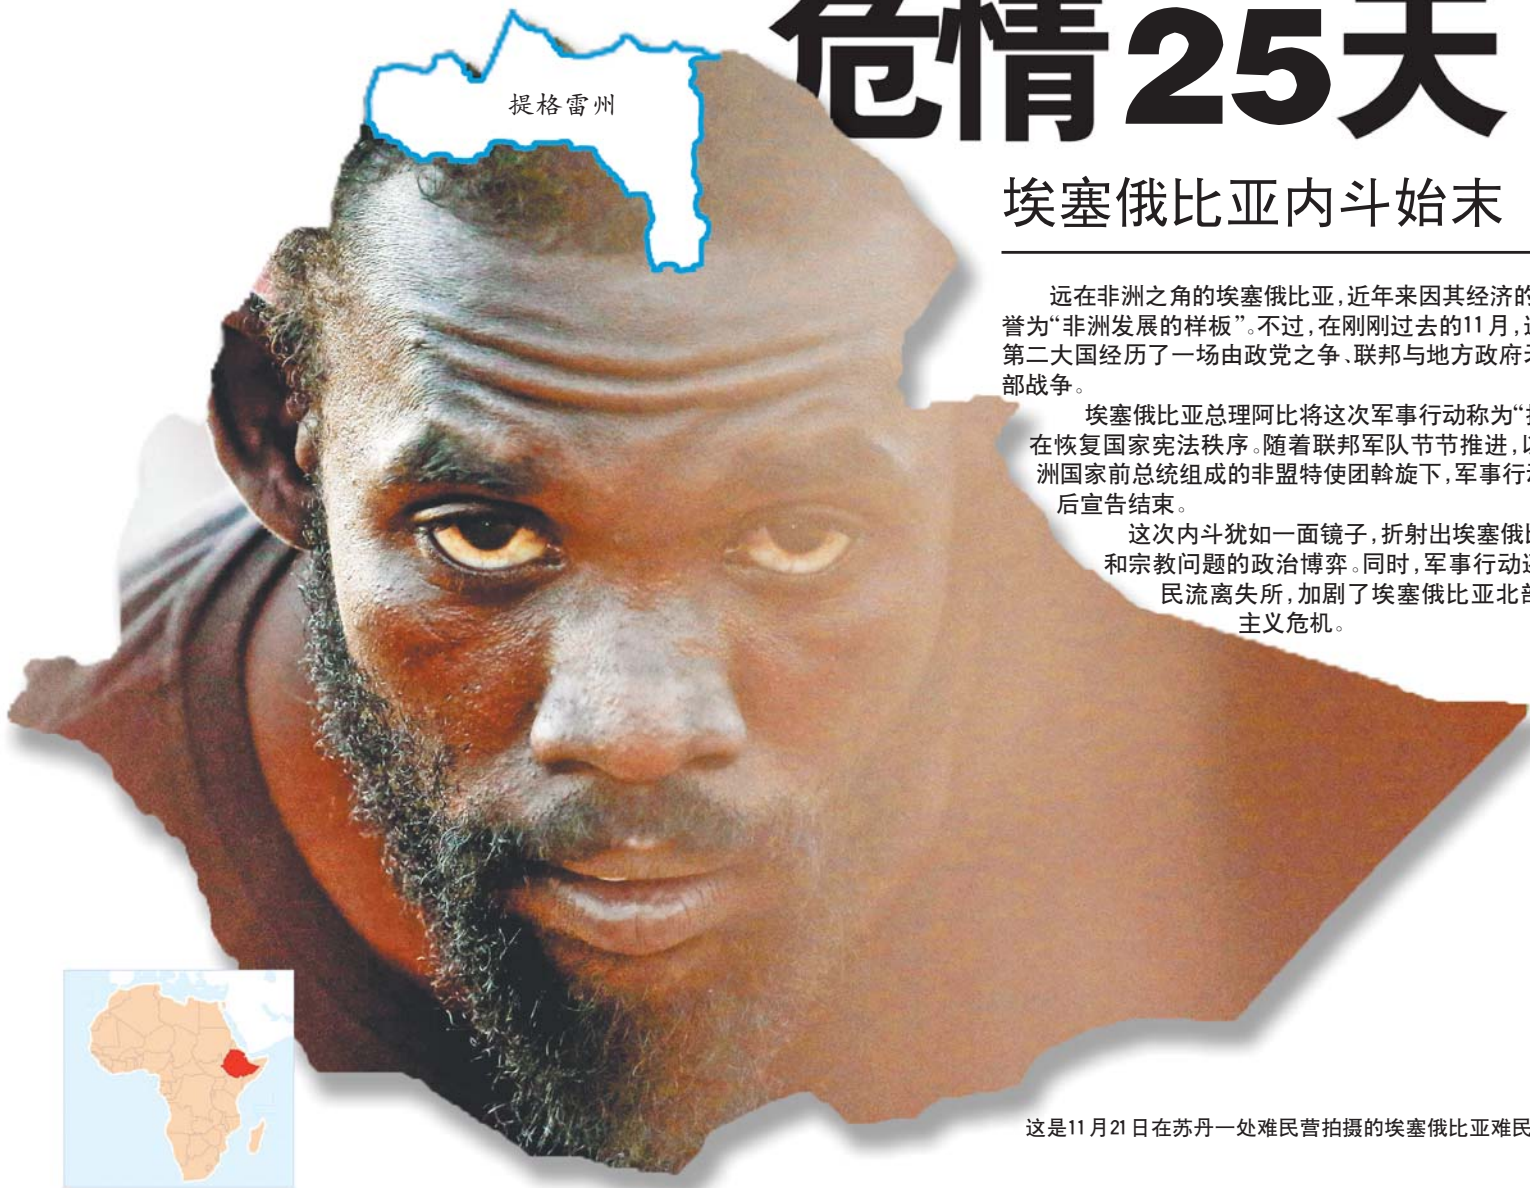 危情25天
埃塞俄比亚内斗始末
提格雷州
远在非洲之角的埃塞俄比亚,近年来因其经济的
誉为“非洲发展的样板”。不过,在刚刚过去的11月,
第二大国经历了一场由政党之争、联邦与地方政府
部战争。
埃塞俄比亚总理阿比将这次军事行动称为“
在恢复国家宪法秩序。随着联邦军队节节推进,
洲国家前总统组成的非盟特使团斡旋下,军事行
后宣告结束。
这次内斗犹如一面镜子,折射出埃塞俄
和宗教问题的政治博弈。同时,军事行动
民流离失所,加剧了埃塞俄比亚北
主义危机。
这是11月21日在苏丹一处难民营拍摄的埃塞俄比亚难民